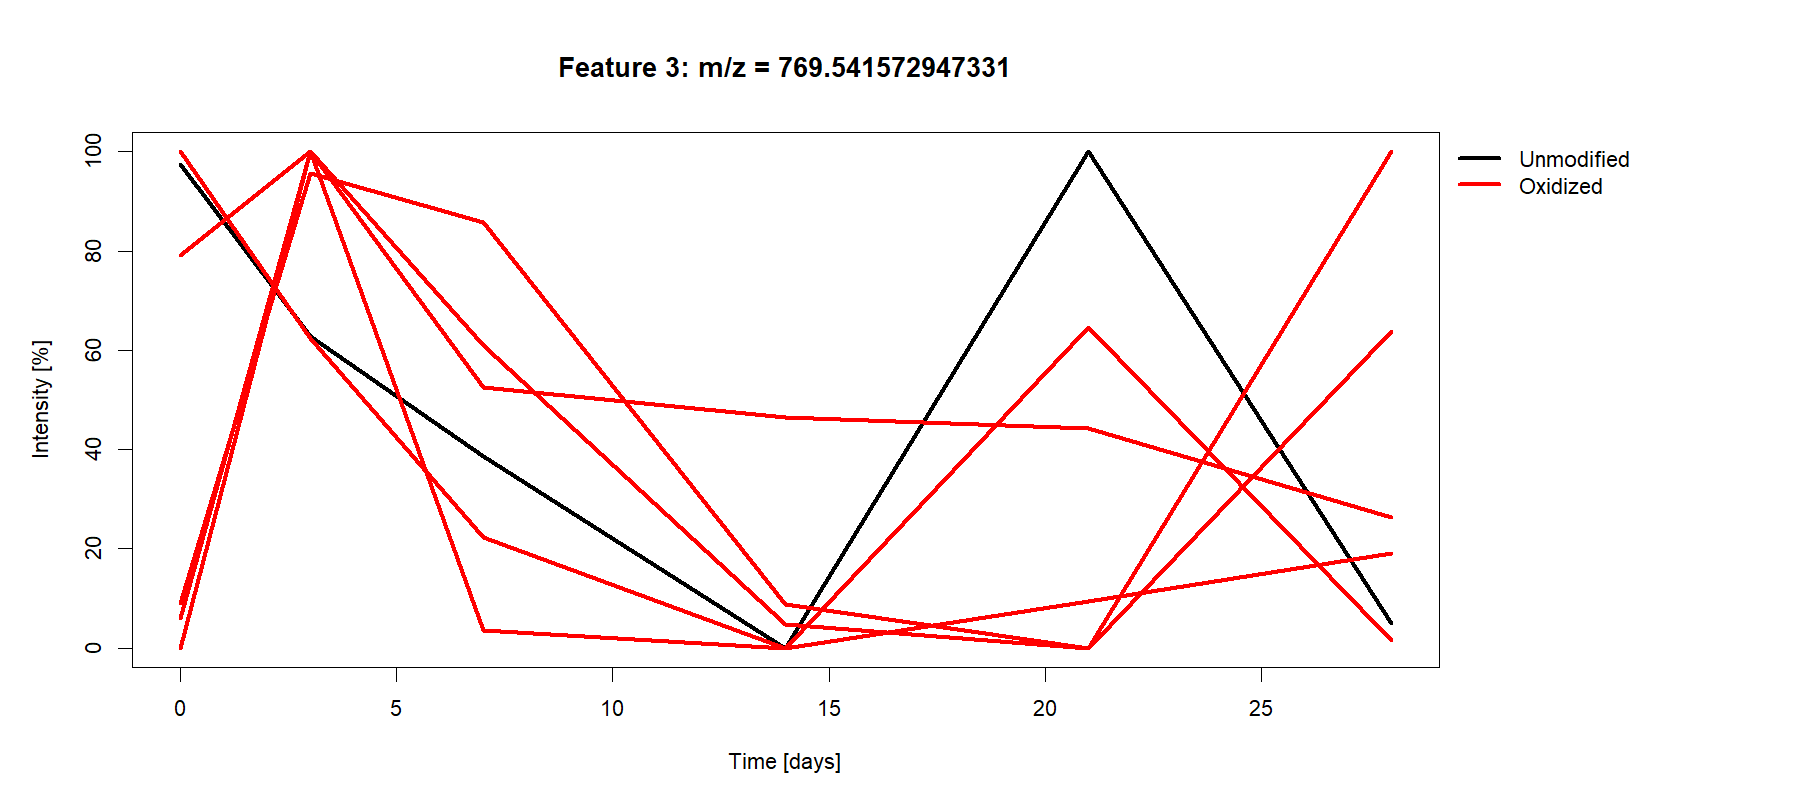 Feature 3: m/z = 769.541572947331
Unmodified
Oxidized
Intensity [%]
100
80
60
40
20
0
0 5 10 15 20 25
Time [days]